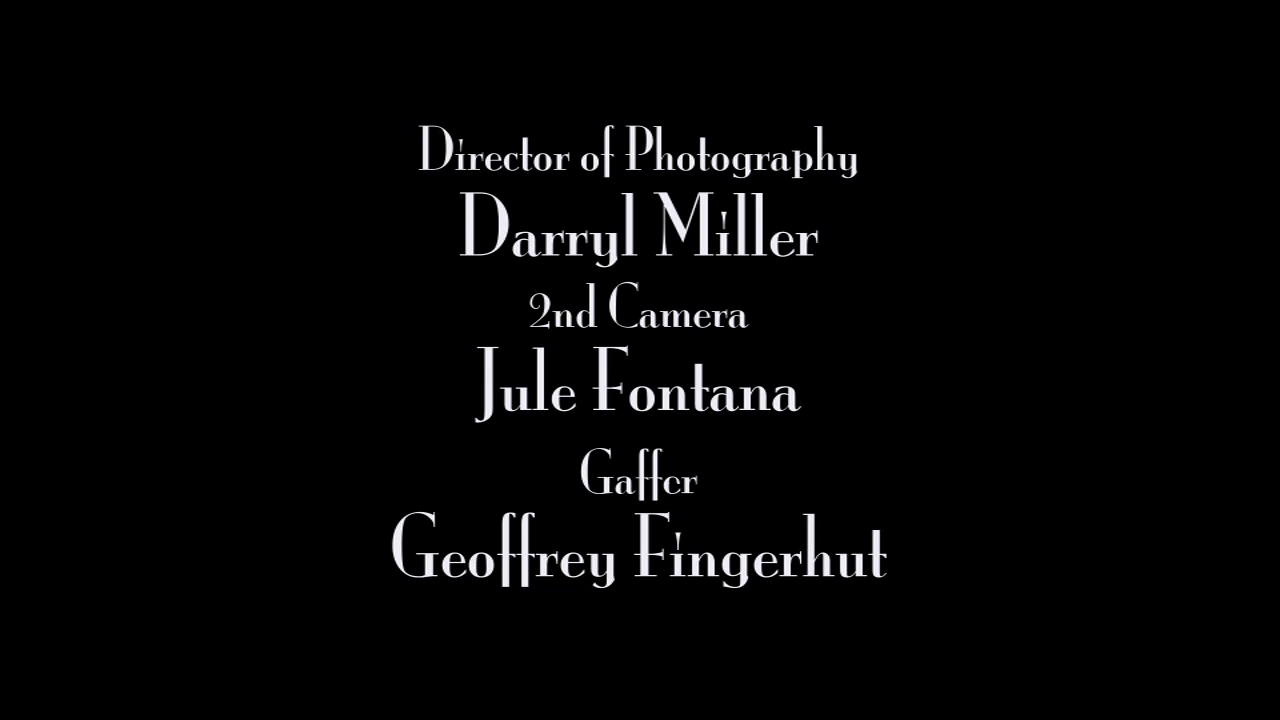 Director of Photography
Darryl Miller
2nd Camera
Jule Fontana
Gaffer
Geoffrey Fingerhut